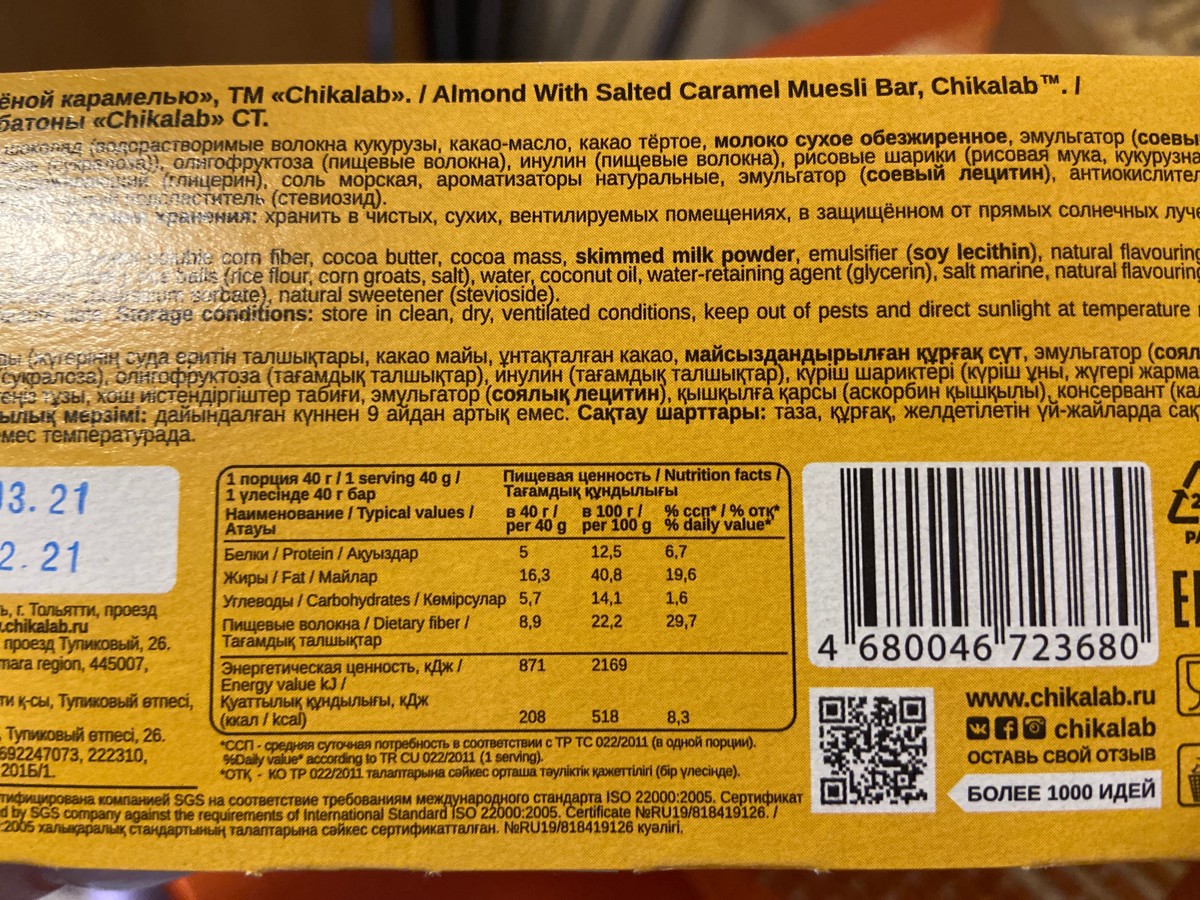 ёной карамелью», ТМ «Chikalab». / Almond With Salted Caramel Muesli Bar, Chikalab™. /
батоны «Chikalab» СТ.
шоколад (водорастворимые волокна кукурузы, какао-масло, какао тёртое, молоко сухое обезжиренное, эмульгатор (соевы
(сукралоза)), олигофруктоза (пищевые волокна), инулин (пищевые волокна), рисовые шарики (рисовая мука, кукурузна
(глицерин), соль морская, ароматизаторы натуральные, эмульгатор (соевый лецитин), антиокислител
подсластитель (стевиозид).
хранения: хранить в чистых, сухих, вентилируемых помещениях, в защищённом от прямых солнечных луче
soluble corn fiber, cocoa butter, cocoa mass, skimmed milk powder, emulsifier (soy lecithin), natural flavouring
balls (rice flour, corn groats, salt), water, coconut oil, water-retaining agent (glycerin), salt marine, natural flavouring
sorbate), natural sweetener (stevioside).
date. Storage conditions: store in clean, dry, ventilated conditions, keep out of pests and direct sunlight at temperature
(жүгерінің суда еритін талшықтары, какао майы, ұнтақталған какао, майсыздандырылған құрғақ сүт, эмульгатор (соял
(сукралоза), олигофруктоза (тағамдық талшықтар), инулин (тағамдық талшықтар), күріш шариктері (күріш ұны, жүгері жарма
теңіз тұзы, хош иістендіргіштер табиғи, эмульгатор (соялық лецитин), қышқылға қарсы (аскорбин қышқылы), консервант (ка
ылық мерзімі: дайындалған күннен 9 айдан артық емес. Сақтау шарттары: таза, құрғақ, желдетілетін үй-жайларда сақ
емес температурада.
03. 21
2. 21
1 порция 40 г / 1 serving 40 g /
1 үлесінде 40 г бар
Пищевая ценность / Nutrition facts /
Тағамдық құндылығы
Наименование / Typical values /
Атауы
в 40 г / per 40 g
в 100 г / per 100 g
% ссп* / % отқ*
% daily value*
Белки / Protein / Ақуыздар 5 12,5 6,7
Жиры / Fat / Майлар 16,3 40,8 19,6
Углеводы / Carbohydrates / Көмірсулар 5,7 14,1 1,6
Пищевые волокна / Dietary fiber / 8,9 22,2 29,7
Тағамдық талшықтар
Энергетическая ценность, кДж / 871 2169
Energy value kJ /
Қуаттылық құндылығы, кДж
(ккал / kcal) 208 518 8,3
*ССП - средняя суточная потребность в соответствии с ТР ТС 022/2011 (в одной порции).
%Daily value* according to TR CU 022/2011 (1 serving).
*ОТҚ - КО ТР 022/2011 талаптарына сәйкес орташа тәуліктік қажеттілігі (бір үлесінде).
ь, г. Тольятти, проезд
.chikalab.ru
проезд Тупиковый, 26.
mara region, 445007,
ти қ-сы, Тупиковый өтпесі,
, Тупиковый өтпесі, 26.
692247073, 222310,
201Б/1.
тифицирована компанией SGS на соответствие требованиям международного стандарта ISO 22000:2005. Сертификат
d by SGS company against the requirements of International Standard ISO 22000:2005. Certificate №RU19/818419126. /
:2005 халықаралық стандартының талаптарына сәйкес сертификатталған. №RU19/818419126 куәлігі.
4 680046 723680
www.chikalab.ru
chikalab
ОСТАВЬ СВОЙ ОТЗЫВ
БОЛЕЕ 1000 ИДЕЙ